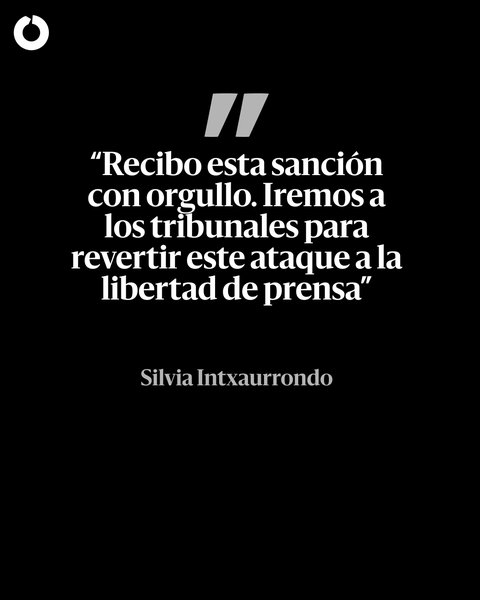 “Recibo esta sanción
con orgullo. Iremos a
los tribunales para
revertir este ataque a la
libertad de prensa”
Silvia Intxaurrondo